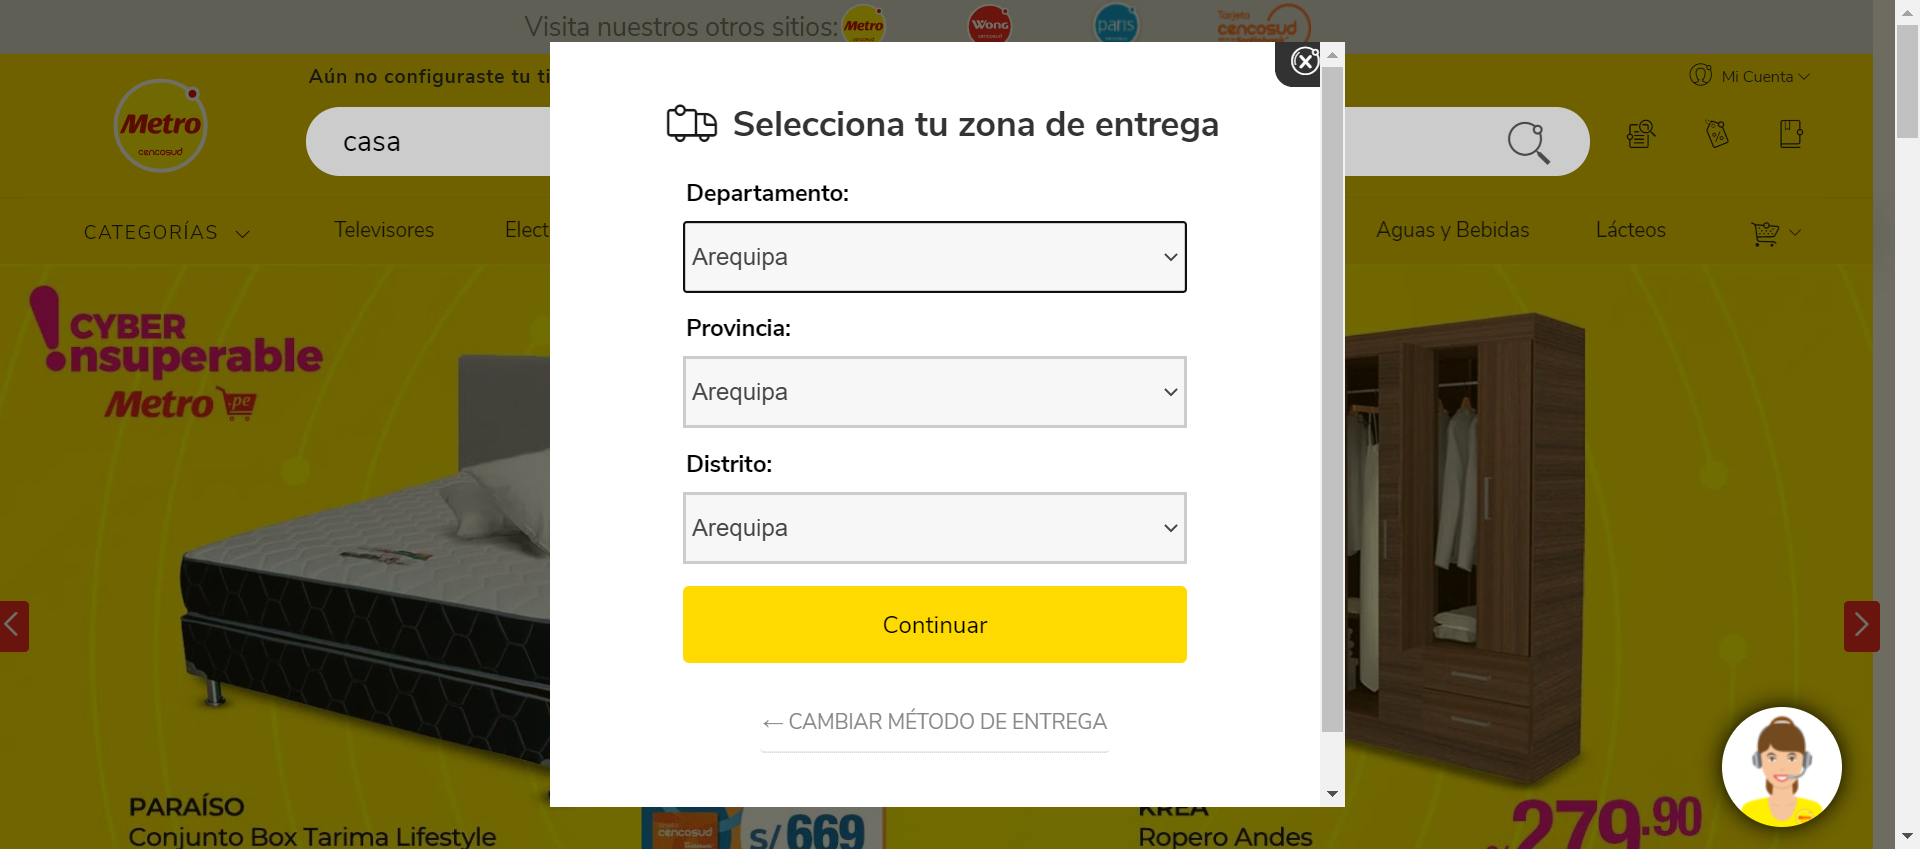 Visita nuestros otros sitios:
Metro
cencosud
Wong
cencosud
paris
Tarjeta
cencosud
Aún no configuraste tu ti
Mi Cuenta
Metro
cencosud
casa
CATEGORÍAS
Televisores
Elect
Aguas y Bebidas
Lácteos
Selecciona tu zona de entrega
Departamento:
Arequipa
Provincia:
Arequipa
Distrito:
Arequipa
Continuar
← CAMBIAR MÉTODO DE ENTREGA
CYBER
nsuperable
Metro .pe
PARAÍSO
Conjunto Box Tarima Lifestyle
cencosud
S/ 669
KREA
Ropero Andes
279.90